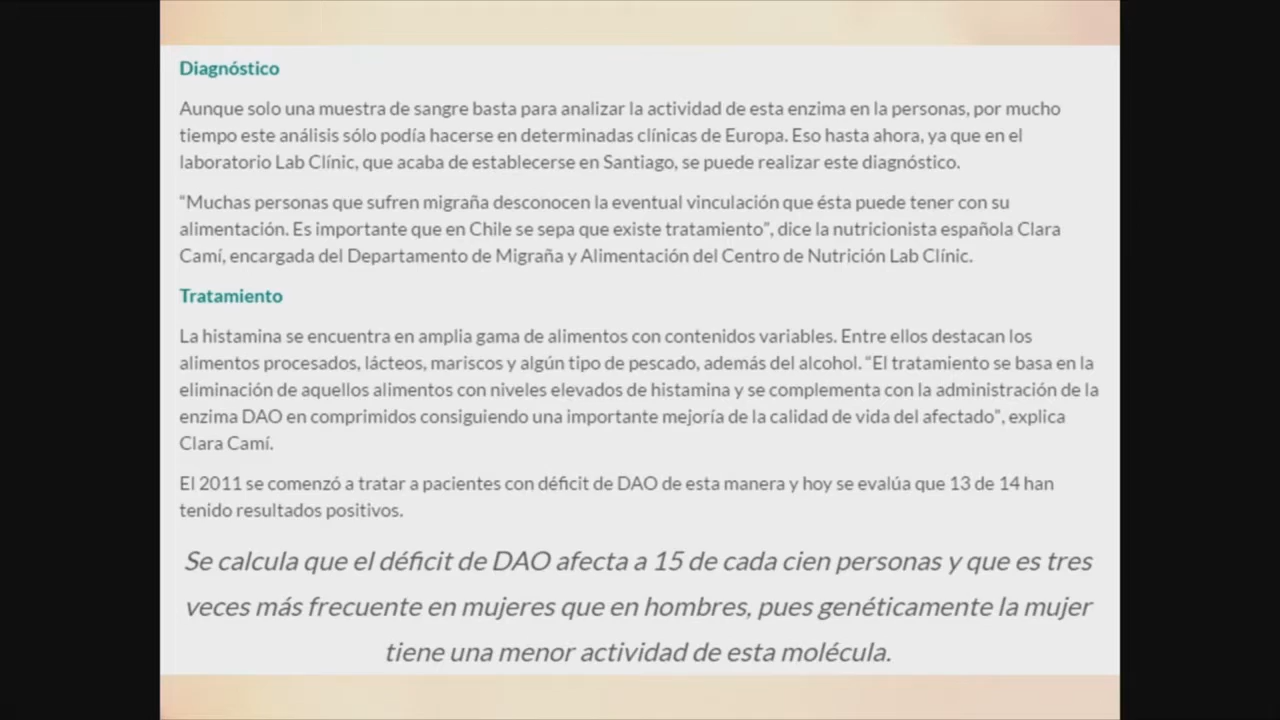 Diagnóstico
Aunque solo una muestra de sangre basta para analizar la actividad de esta enzima en la personas, por mucho
tiempo este análisis sólo podía hacerse en determinadas clínicas de Europa. Eso hasta ahora, ya que en el
laboratorio Lab Clínic, que acaba de establecerse en Santiago, se puede realizar este diagnóstico.
“Muchas personas que sufren migraña desconocen la eventual vinculación que ésta puede tener con su
alimentación. Es importante que en Chile se sepa que existe tratamiento”, dice la nutricionista española Clara
Camí, encargada del Departamento de Migraña y Alimentación del Centro de Nutrición Lab Clínic.
Tratamiento
La histamina se encuentra en amplia gama de alimentos con contenidos variables. Entre ellos destacan los
alimentos procesados, lácteos, mariscos y algún tipo de pescado, además del alcohol. “El tratamiento se basa en la
eliminación de aquellos alimentos con niveles elevados de histamina y se complementa con la administración de la
enzima DAO en comprimidos consiguiendo una importante mejoría de la calidad de vida del afectado”, explica
Clara Camí.
El 2011 se comenzó a tratar a pacientes con déficit de DAO de esta manera y hoy se evalúa que 13 de 14 han
tenido resultados positivos.
Se calcula que el déficit de DAO afecta a 15 de cada cien personas y que es tres
veces más frecuente en mujeres que en hombres, pues genéticamente la mujer
tiene una menor actividad de esta molécula.